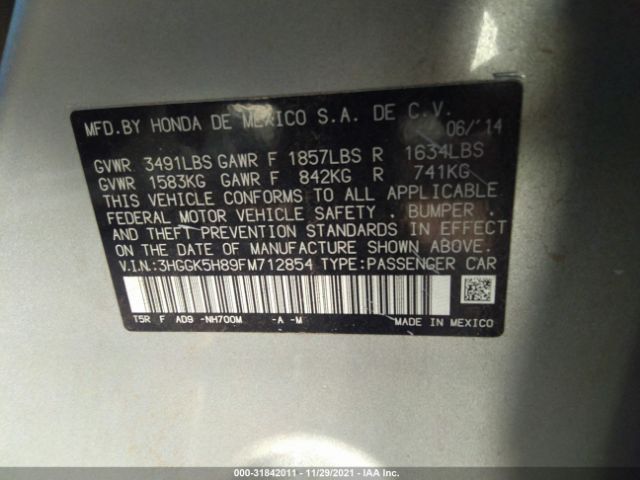 MFD.BY HONDA DE MEXICO S.A. DE C.V.
06/'14
GVWR 3491LBS GAWR F 1857LBS R 1634LBS
GVWR 1583KG GAWR F 842KG R 741KG
THIS VEHICLE CONFORMS TO ALL APPLICABLE
FEDERAL MOTOR VEHICLE SAFETY . BUMPER .
AND THEFT PREVENTION STANDARDS IN EFFECT
ON THE DATE OF MANUFACTURE SHOWN ABOVE.
V.I.N.:3HGGK5H89FM712854 TYPE:PASSENGER CAR
T5R F AD9 -NH700M -A -M
MADE IN MEXICO
000-31842011 - 11/29/2021 - IAA Inc.